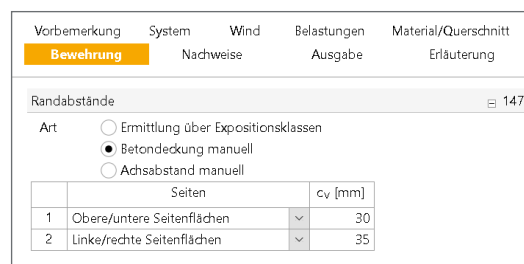 Vorbemerkung System Wind Belastungen Material/Querschnitt
Bewehrung Nachweise Ausgabe Erläuterung
Randabstände 147
Art Ermittlung über Expositionsklassen
Betondeckung manuell
Achsabstand manuell
Seiten cv [mm]
1 Obere/untere Seitenflächen 30
2 Linke/rechte Seitenflächen 35